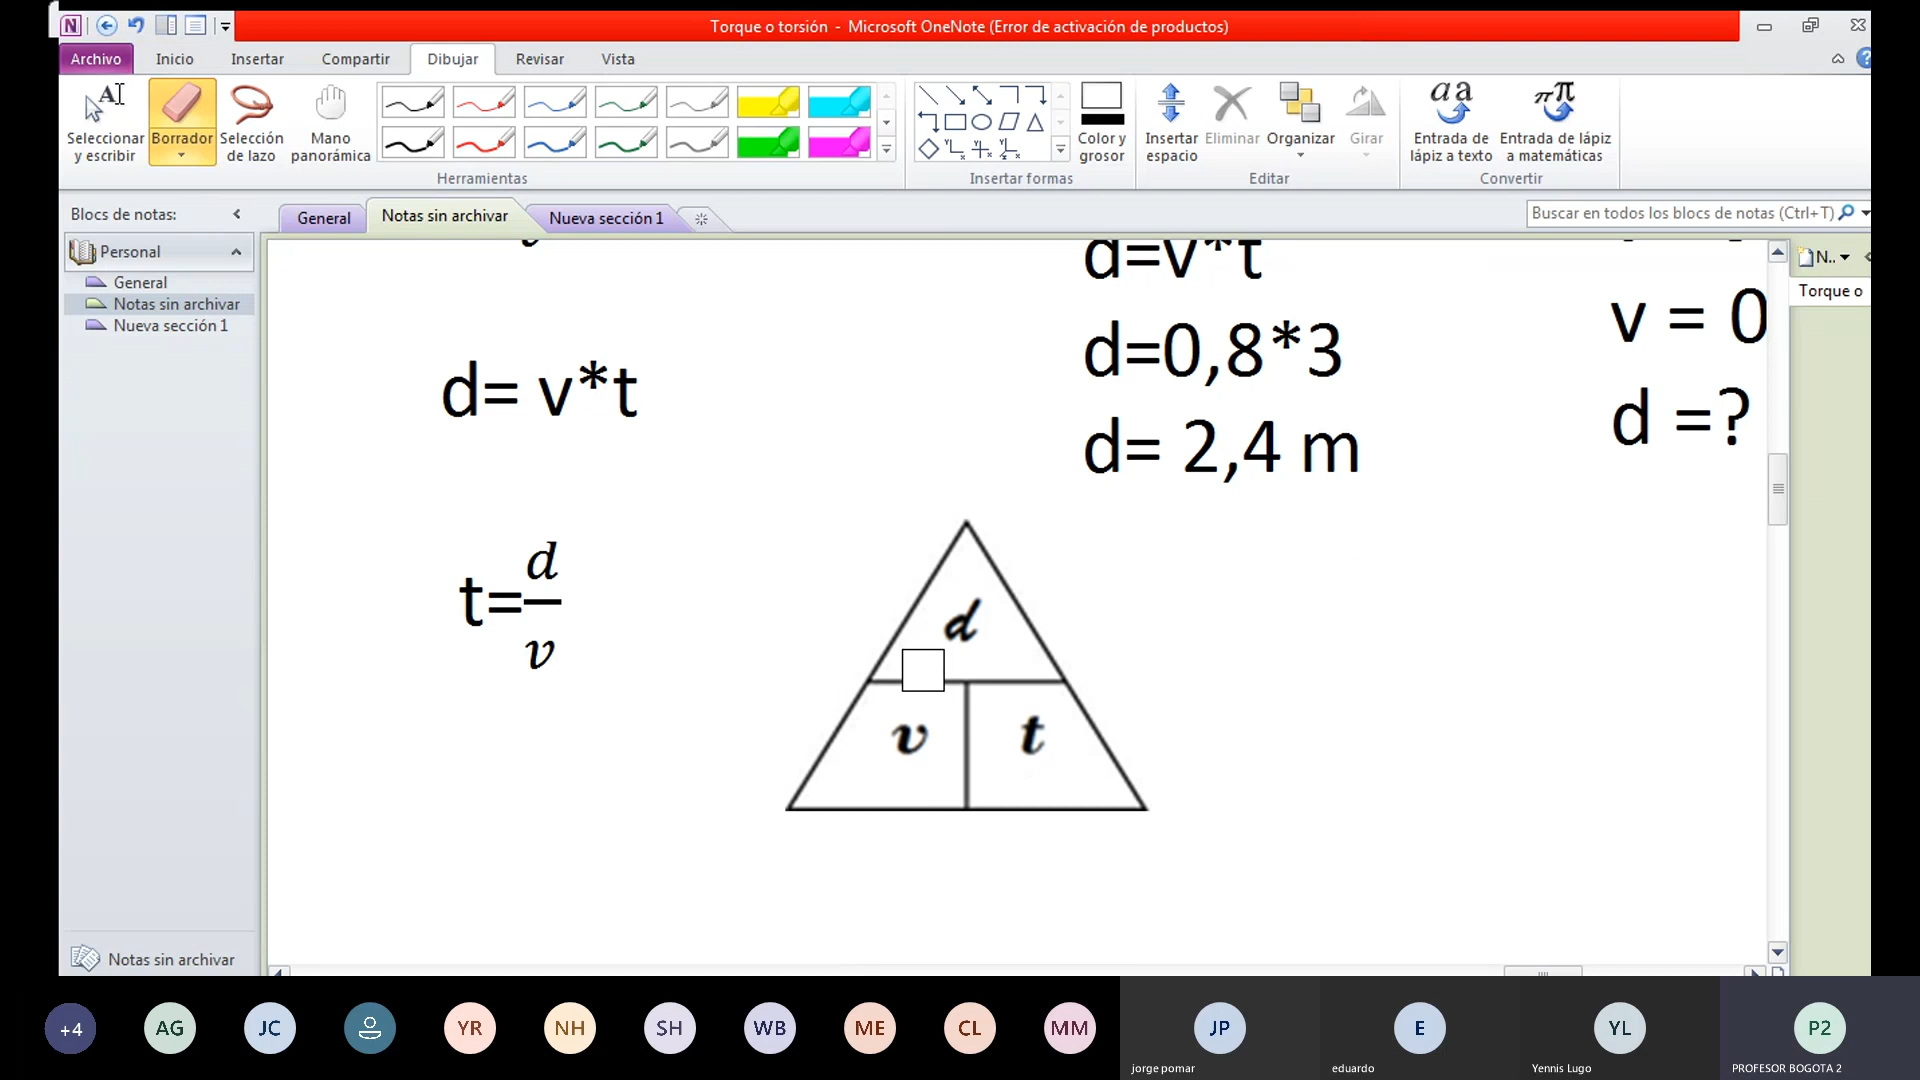 Torque o torsión - Microsoft OneNote (Error de activación de productos)
Archivo Inicio Insertar Compartir Dibujar Revisar Vista
Seleccionar y escribir
Borrador
Selección de lazo
Mano panorámica
Color y grosor
Insertar espacio
Eliminar
Organizar
Girar
aa
Entrada de lápiz a texto
ππ
Entrada de lápiz a matemáticas
Herramientas
Insertar formas
Editar
Convertir
Blocs de notas:
General
Notas sin archivar
Nueva sección 1
Buscar en todos los blocs de notas (Ctrl+T)
Personal
General
Notas sin archivar
Nueva sección 1
N..
Torque o
d=v*t
v = 0
d=0,8*3
d= v*t
d =?
d= 2,4 m
t=d/v
d
v
t
Notas sin archivar
+4
AG
JC
YR
NH
SH
WB
ME
CL
MM
JP
E
YL
P2
jorge pomar
eduardo
Yennis Lugo
PROFESOR BOGOTA 2